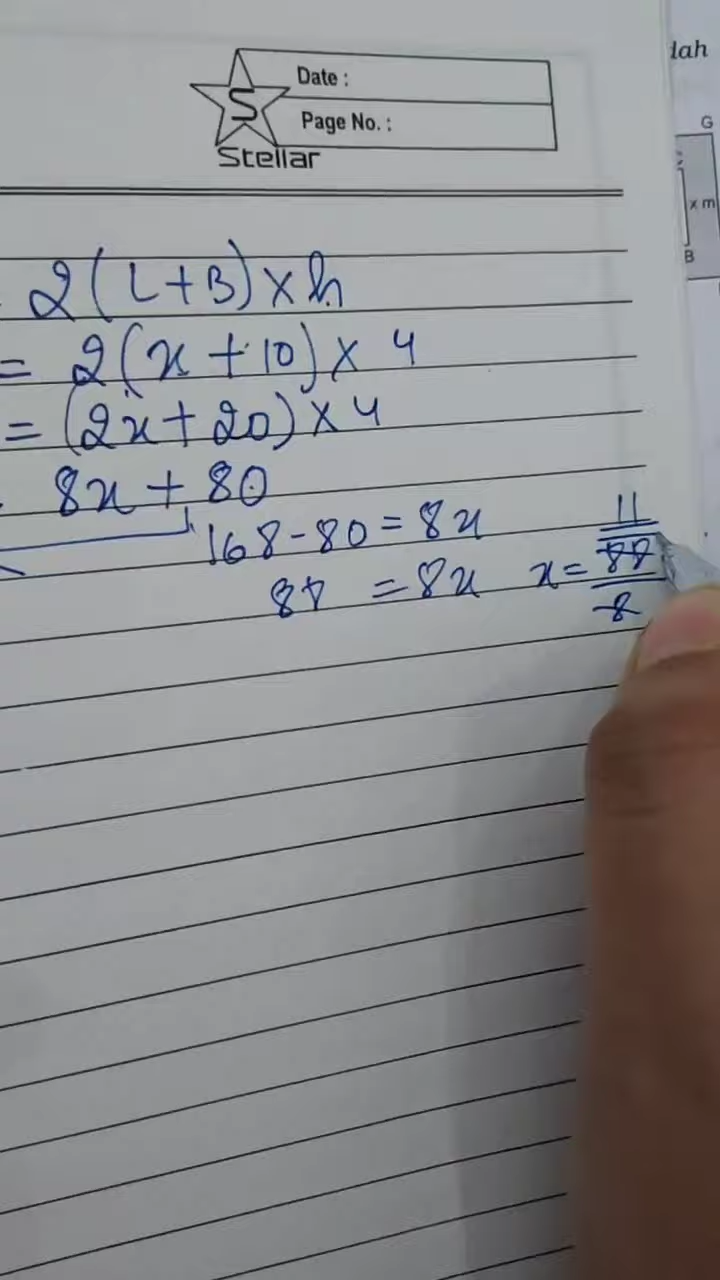 lah
Date :
S
Page No. :
Stellar
G
x m
B
2(L+B)×h
= 2(x+10)×4
= (2x+20)×4
8x+80
168-80=8x
11
88 =8x x=88/8